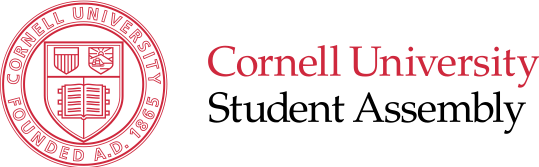 CORNELL UNIVERSITY
FOUNDED A.D. 1865
Cornell University
Student Assembly